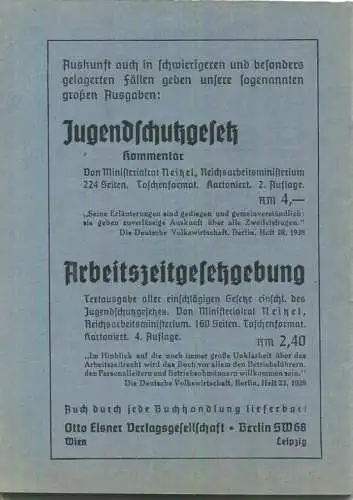 Auskunft auch in schwierigeren und besonders
gelagerten Fällen geben unsere sogenannten
großen Ausgaben:
Jugendschutzgesetz
Kommentar
Von Ministerialrat Neitzel, Reichsarbeitsministerium
224 Seiten. Taschenformat. Kartoniert. 2. Auflage.
RM 4,—
„Seine Erläuterungen sind gediegen und gemeinverständlich:
sie geben zuverlässige Auskunft über alle Zweifelsfragen."
Die Deutsche Volkswirtschaft, Berlin, Heft 28, 1938
Arbeitszeitgesetzgebung
Textausgabe aller einschlägigen Gesetze einschl. des
Jugendschutzgesetzes. Von Ministerialrat Neitzel,
Reichsarbeitsministerium. 160 Seiten. Taschenformat.
Kartoniert. 4. Auflage.
RM 2,40
„Im Hinblick auf die noch immer große Unklarheit über das
Arbeitszeitrecht wird das Buch vor allem den Betriebsführern,
den Personalleitern und Betriebsobmännern willkommen sein."
Die Deutsche Volkswirtschaft, Berlin, Heft 23, 1938
Auch durch jede Buchhandlung lieferbar!
Otto Elsner Verlagsgesellschaft • Berlin SW 68
Wien Leipzig